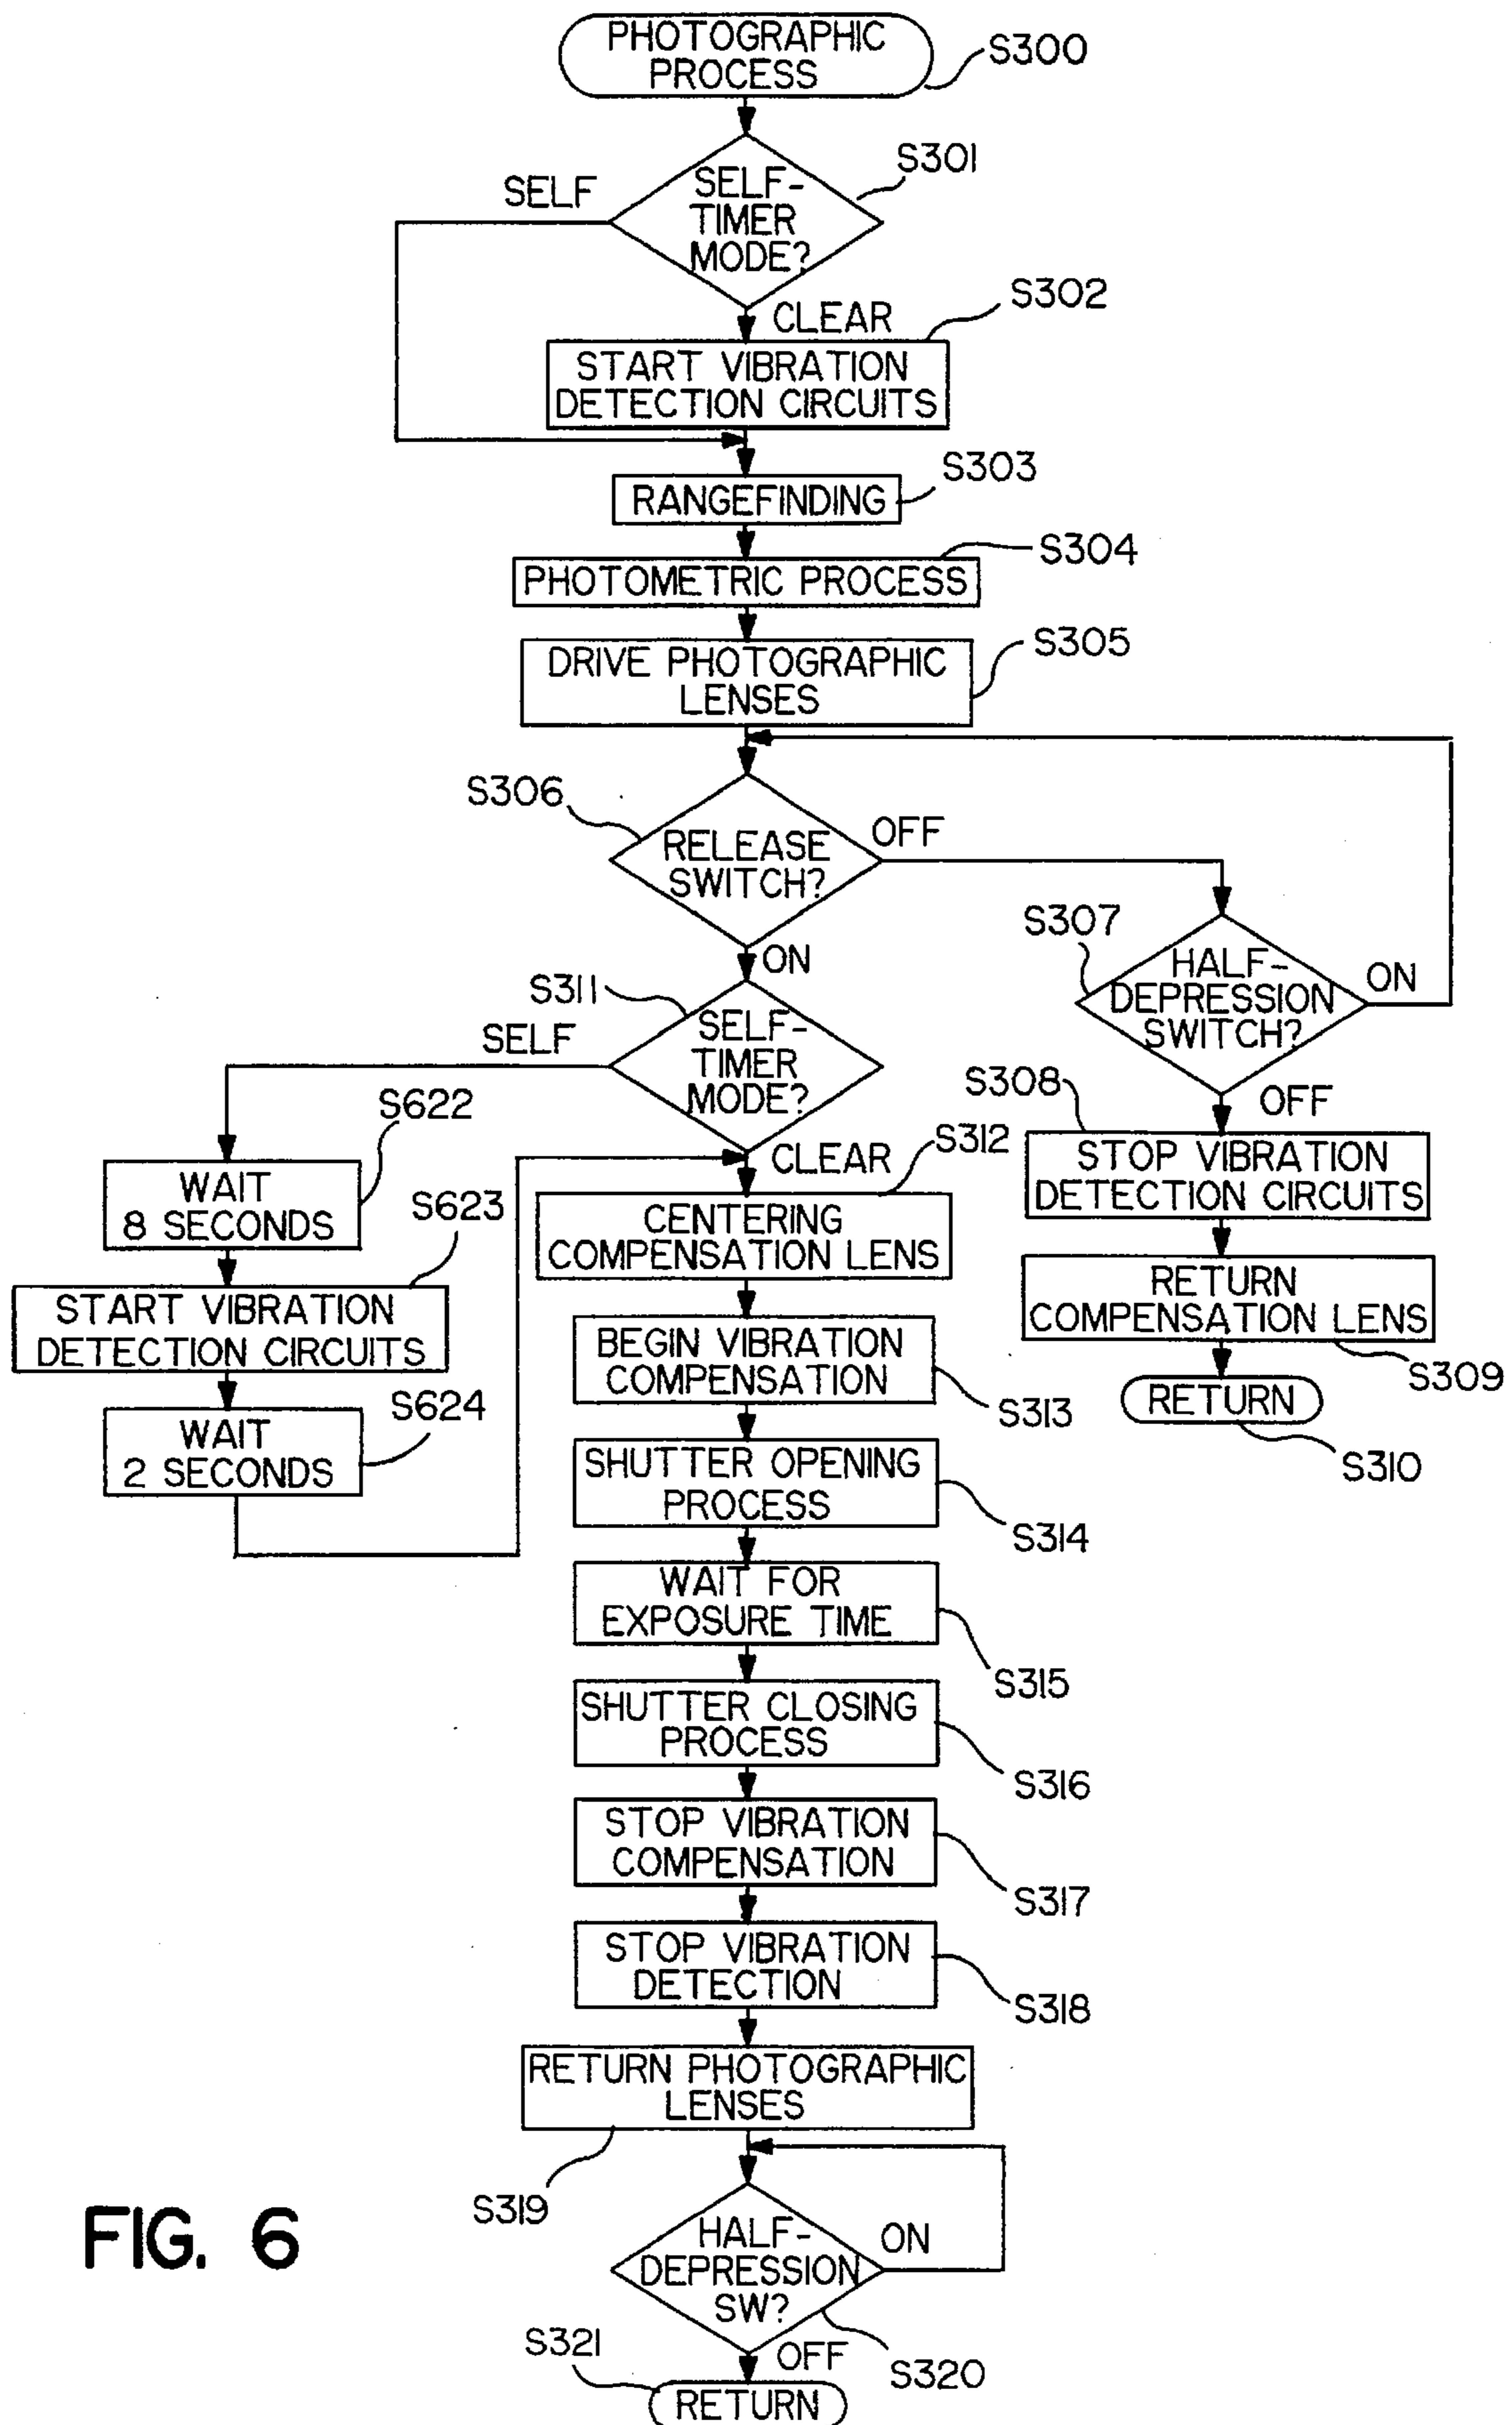 PHOTOGRAPHIC
PROCESS
S300
S301
SELF
SELF-
TIMER
MODE?
S302
CLEAR
START VIBRATION
DETECTION CIRCUITS
S303
RANGEFINDING
S304
PHOTOMETRIC PROCESS
S305
DRIVE PHOTOGRAPHIC
LENSES
S306
OFF
RELEASE
SWITCH?
S307
HALF-
DEPRESSION
SWITCH?
ON
ON
S311
SELF
SELF-
TIMER
MODE?
S308
OFF
STOP VIBRATION
DETECTION CIRCUITS
RETURN
COMPENSATION LENS
S309
RETURN
S310
S622
WAIT
8 SECONDS
S623
START VIBRATION
DETECTION CIRCUITS
S624
WAIT
2 SECONDS
CLEAR
S312
CENTERING
COMPENSATION LENS
BEGIN VIBRATION
COMPENSATION
S313
SHUTTER OPENING
PROCESS
S314
WAIT FOR
EXPOSURE TIME
S315
SHUTTER CLOSING
PROCESS
S316
STOP VIBRATION
COMPENSATION
S317
STOP VIBRATION
DETECTION
S318
RETURN PHOTOGRAPHIC
LENSES
S319
HALF-
DEPRESSION
SW?
ON
S320
OFF
S321
RETURN
FIG. 6